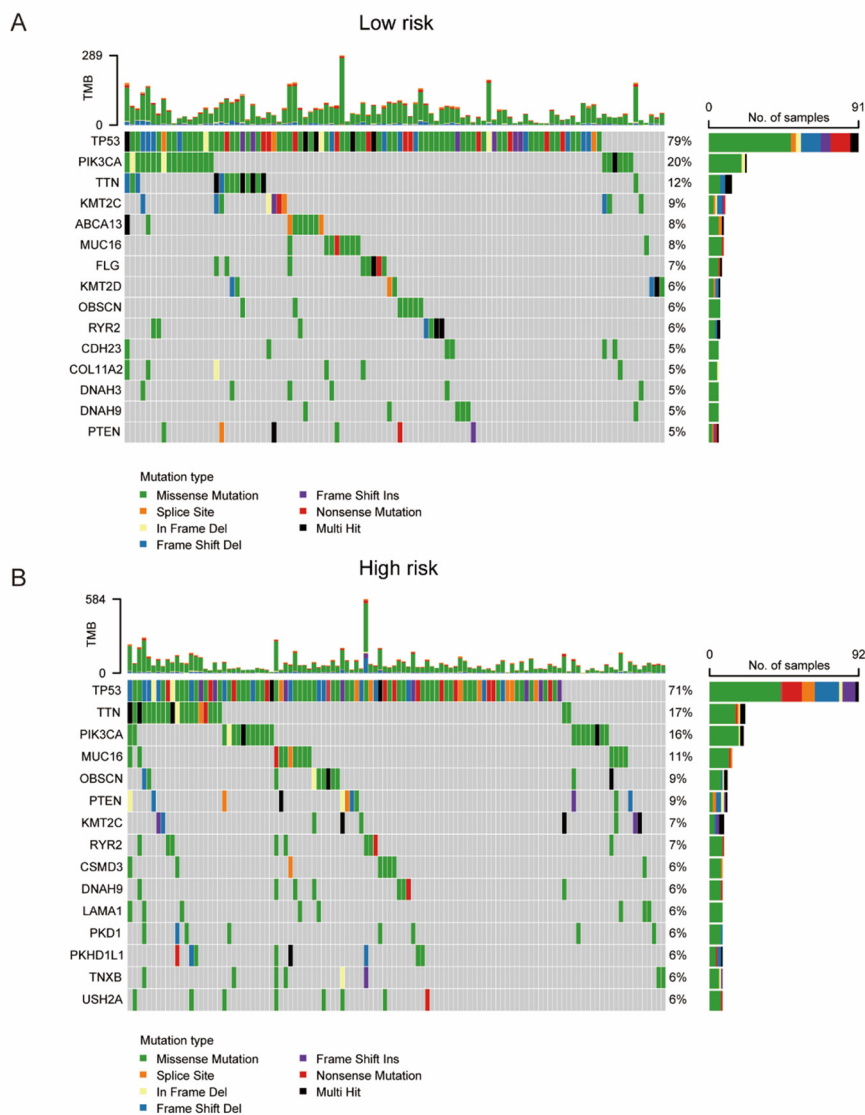 A
Low risk
289
0
TMB
0
91
No. of samples
TP53
79%
PIK3CA
20%
TTN
12%
KMT2C
9%
ABCA13
8%
MUC16
8%
FLG
7%
KMT2D
6%
OBSCN
6%
RYR2
6%
CDH23
5%
COL11A2
5%
DNAH3
5%
DNAH9
5%
PTEN
5%
Mutation type
Missense Mutation
Splice Site
In Frame Del
Frame Shift Del
Frame Shift Ins
Nonsense Mutation
Multi Hit
B
High risk
584
0
TMB
0
92
No. of samples
TP53
71%
TTN
17%
PIK3CA
16%
MUC16
11%
OBSCN
9%
PTEN
9%
KMT2C
7%
RYR2
7%
CSMD3
6%
DNAH9
6%
LAMA1
6%
PKD1
6%
PKHD1L1
6%
TNXB
6%
USH2A
6%
Mutation type
Missense Mutation
Splice Site
In Frame Del
Frame Shift Del
Frame Shift Ins
Nonsense Mutation
Multi Hit